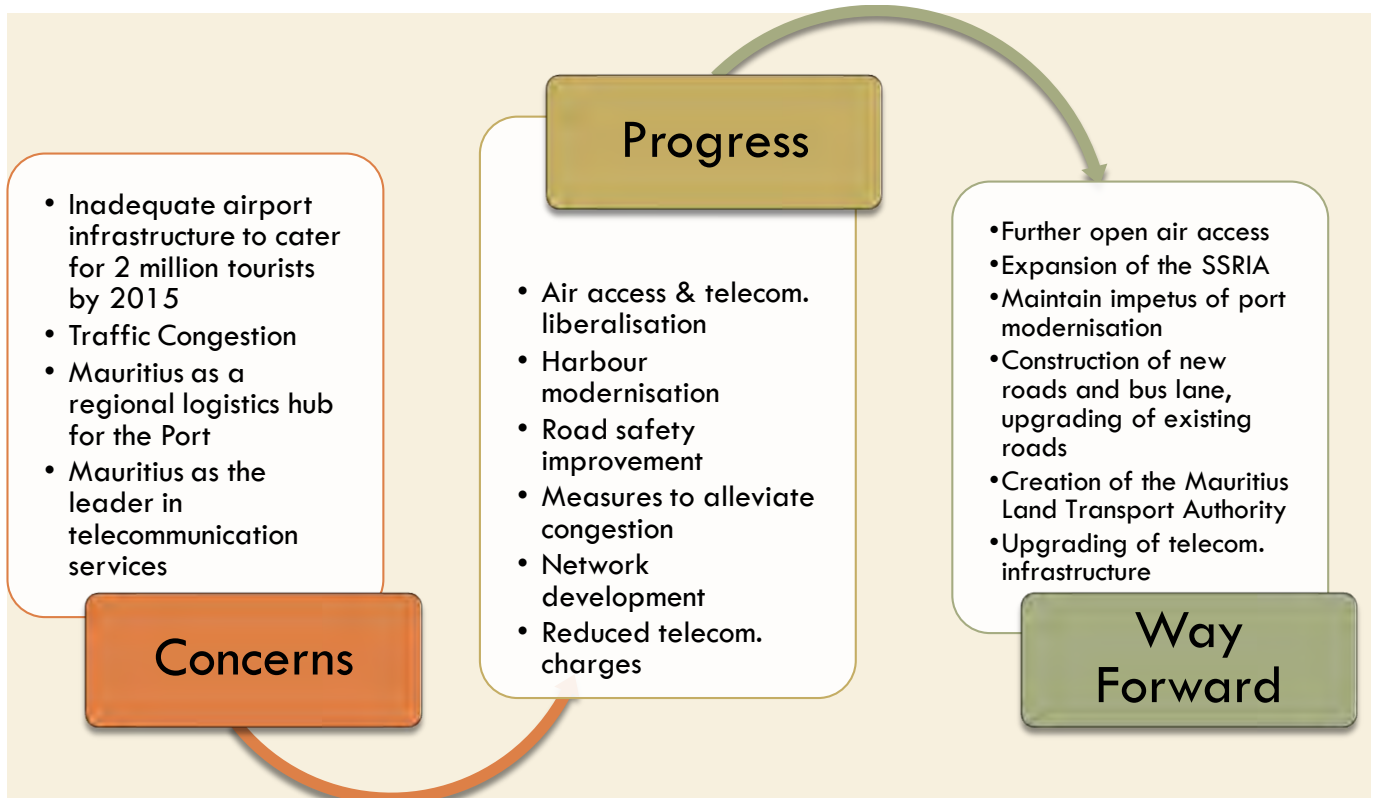 • Inadequate airport
infrastructure to cater
for 2 million tourists
by 2015
• Traffic Congestion
• Mauritius as a
regional logistics hub
for the Port
• Mauritius as the
leader in
telecommunication
services
Concerns
Progress
• Air access & telecom.
liberalisation
• Harbour
modernisation
• Road safety
improvement
• Measures to alleviate
congestion
• Network
development
• Reduced telecom.
charges
•Further open air access
•Expansion of the SSRIA
•Maintain impetus of port
modernisation
•Construction of new
roads and bus lane,
upgrading of existing
roads
•Creation of the Mauritius
Land Transport Authority
•Upgrading of telecom.
infrastructure
Way
Forward